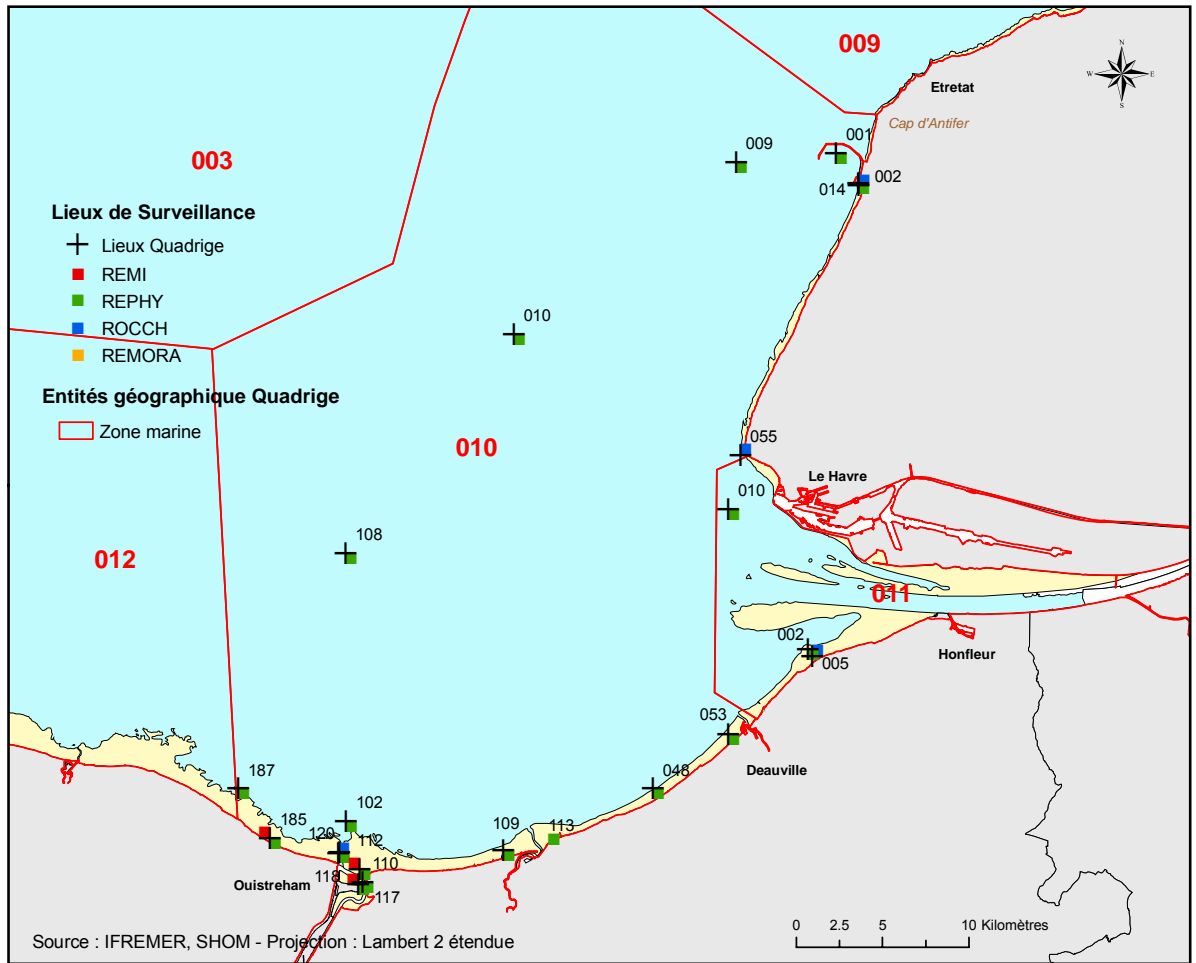 009
N
W
E
S
Etretat
Cap d'Antifer
001
009
003
002
014
Lieux de Surveillance
Lieux Quadrige
REMI
REPHY
ROCCH
REMORA
010
Entités géographique Quadrige
Zone marine
010
055
Le Havre
010
108
012
011
002
005
Honfleur
053
Deauville
187
048
102
185
120
112
109
113
110
118
Ouistreham
117
Source : IFREMER, SHOM - Projection : Lambert 2 étendue
0 2.5 5 10 Kilomètres